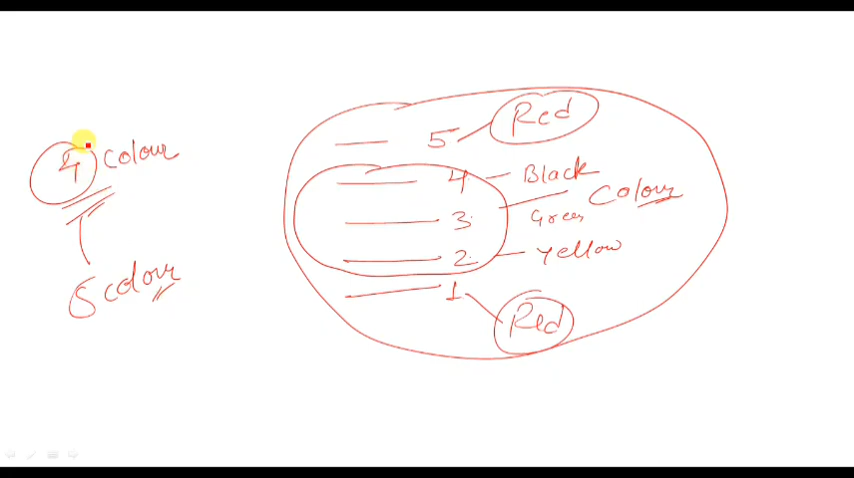 4 colour
5 colour
5 Red
4 Black
3. Green
2. Yellow
colour
1 Red